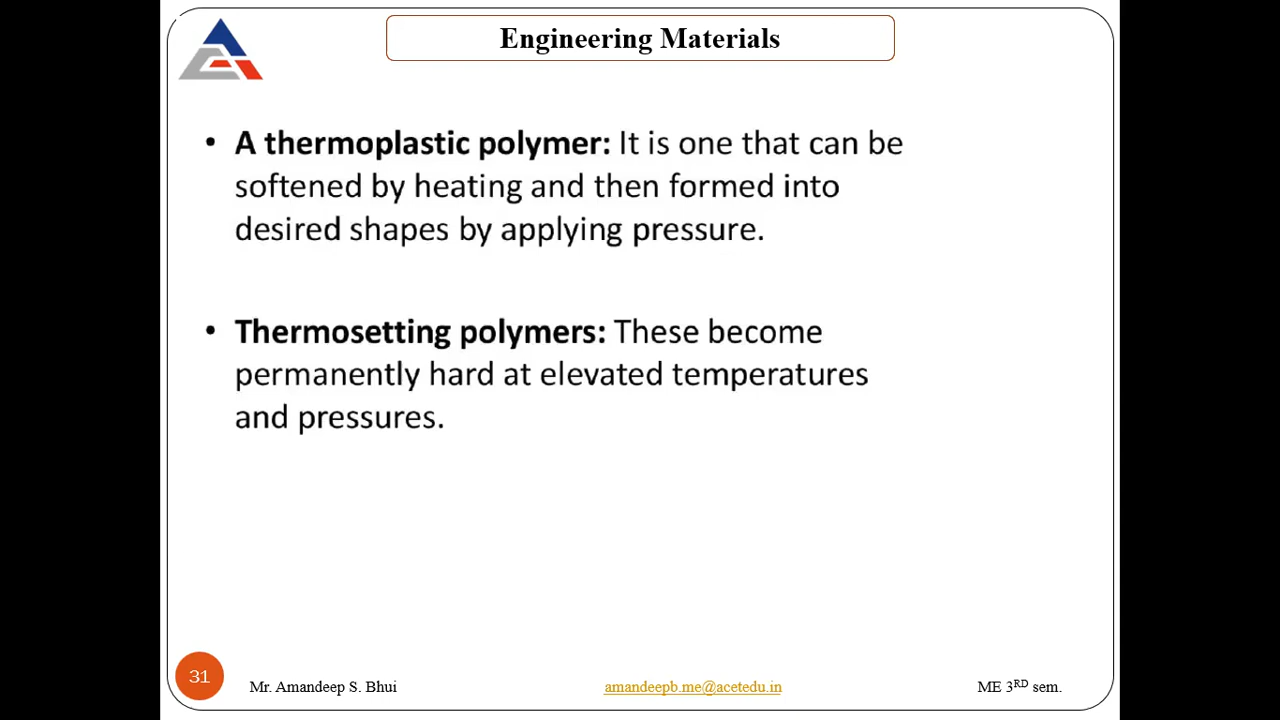 Engineering Materials
• A thermoplastic polymer: It is one that can be
softened by heating and then formed into
desired shapes by applying pressure.
• Thermosetting polymers: These become
permanently hard at elevated temperatures
and pressures.
31
Mr. Amandeep S. Bhui
amandeepb.me@acetedu.in
ME 3RD sem.